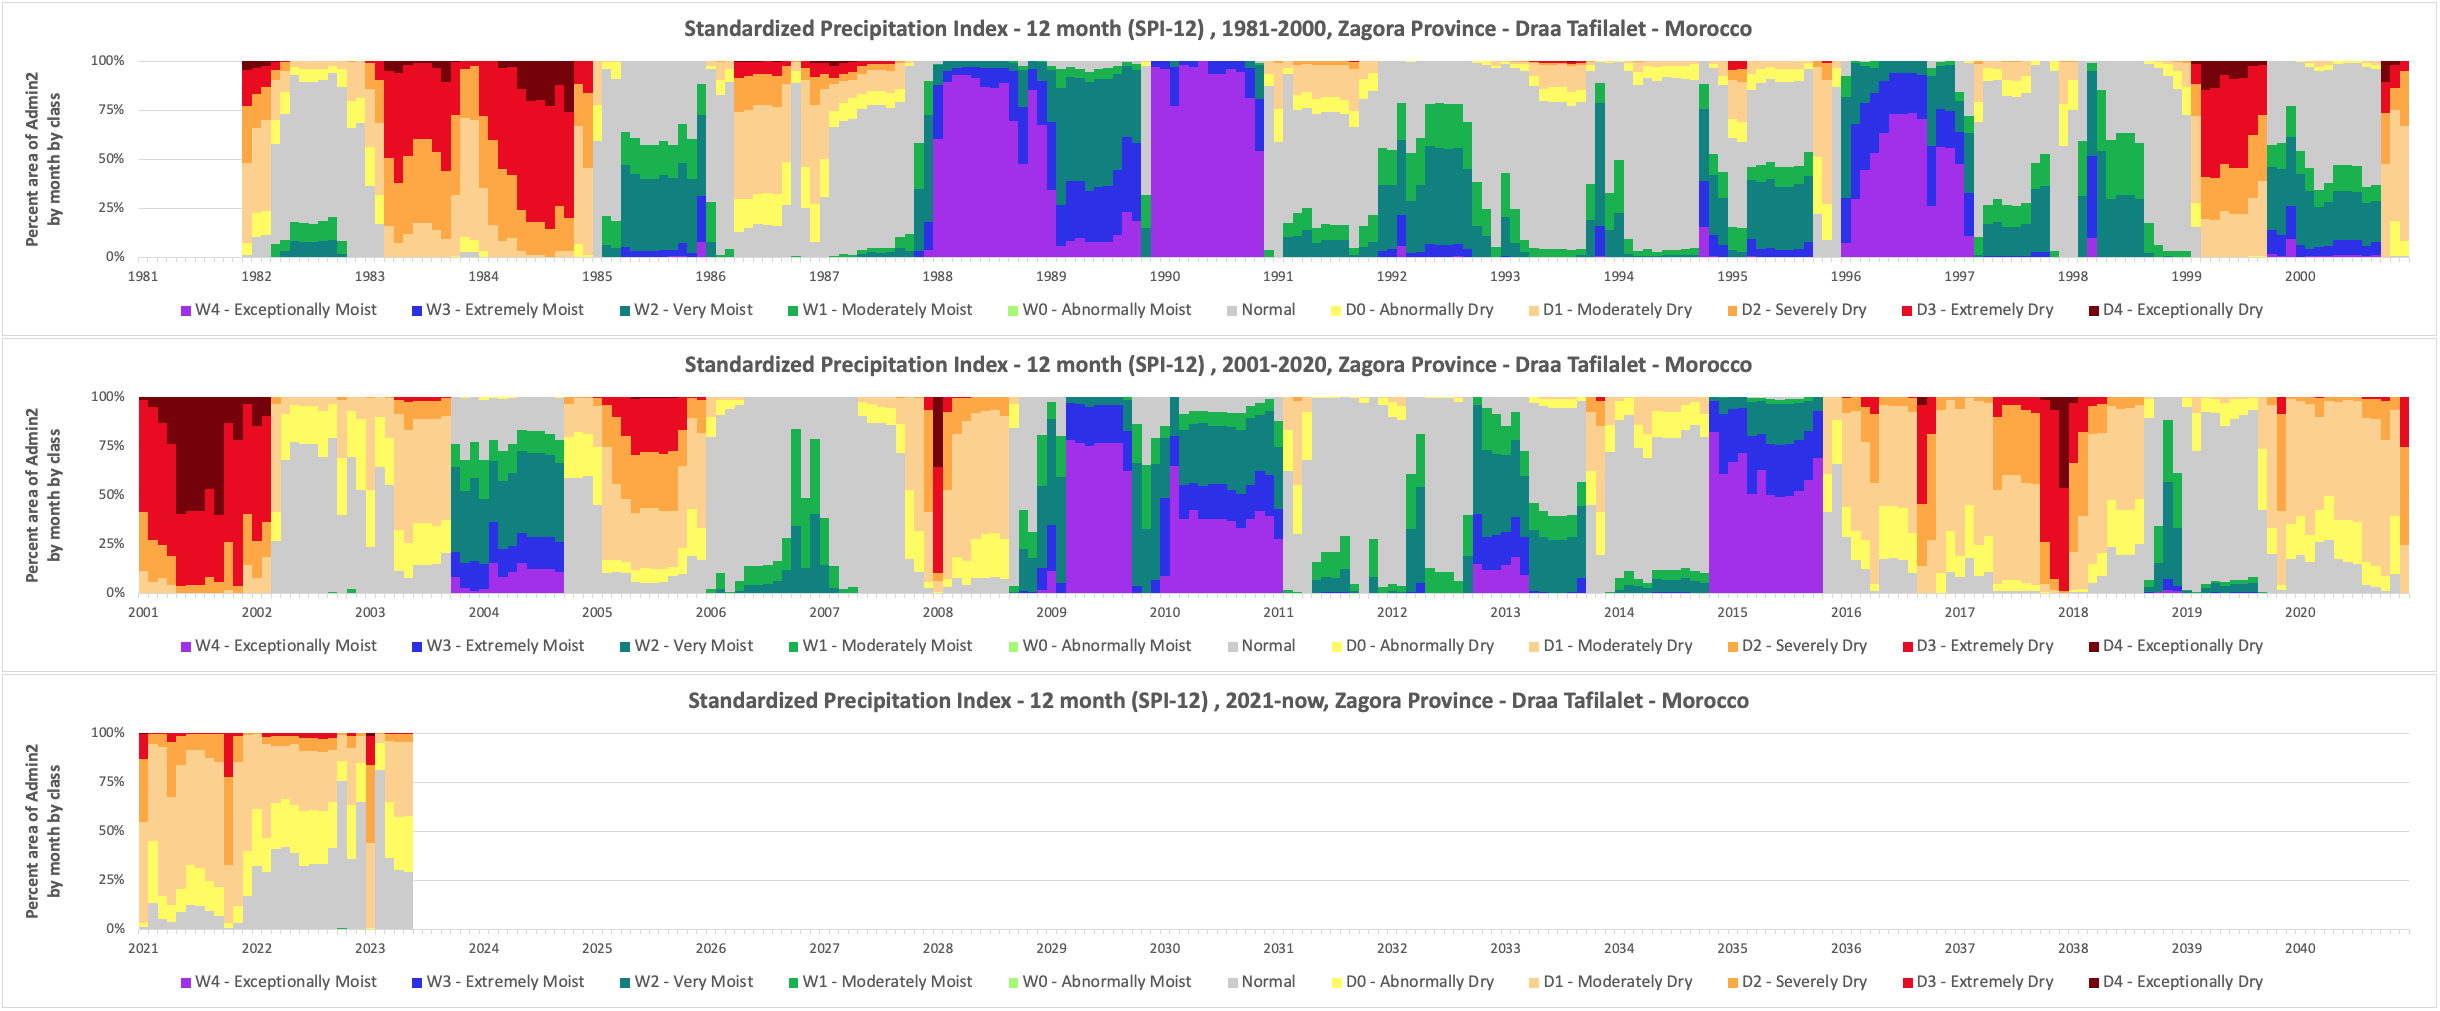 Standardized Precipitation Index - 12 month (SPI-12) , 1981-2000, Zagora Province - Draa Tafilalet - Morocco
Percent area of Admin2
by month by class
100%
75%
50%
25%
0%
1981 1982 1983 1984 1985 1986 1987 1988 1989 1990 1991 1992 1993 1994 1995 1996 1997 1998 1999 2000
W4 - Exceptionally Moist W3 - Extremely Moist W2 - Very Moist W1 - Moderately Moist W0 - Abnormally Moist Normal D0 - Abnormally Dry D1 - Moderately Dry D2 - Severely Dry D3 - Extremely Dry D4 - Exceptionally Dry
Standardized Precipitation Index - 12 month (SPI-12) , 2001-2020, Zagora Province - Draa Tafilalet - Morocco
Percent area of Admin2
by month by class
100%
75%
50%
25%
0%
2001 2002 2003 2004 2005 2006 2007 2008 2009 2010 2011 2012 2013 2014 2015 2016 2017 2018 2019 2020
W4 - Exceptionally Moist W3 - Extremely Moist W2 - Very Moist W1 - Moderately Moist W0 - Abnormally Moist Normal D0 - Abnormally Dry D1 - Moderately Dry D2 - Severely Dry D3 - Extremely Dry D4 - Exceptionally Dry
Standardized Precipitation Index - 12 month (SPI-12) , 2021-now, Zagora Province - Draa Tafilalet - Morocco
Percent area of Admin2
by month by class
100%
75%
50%
25%
0%
2021 2022 2023 2024 2025 2026 2027 2028 2029 2030 2031 2032 2033 2034 2035 2036 2037 2038 2039 2040
W4 - Exceptionally Moist W3 - Extremely Moist W2 - Very Moist W1 - Moderately Moist W0 - Abnormally Moist Normal D0 - Abnormally Dry D1 - Moderately Dry D2 - Severely Dry D3 - Extremely Dry D4 - Exceptionally Dry